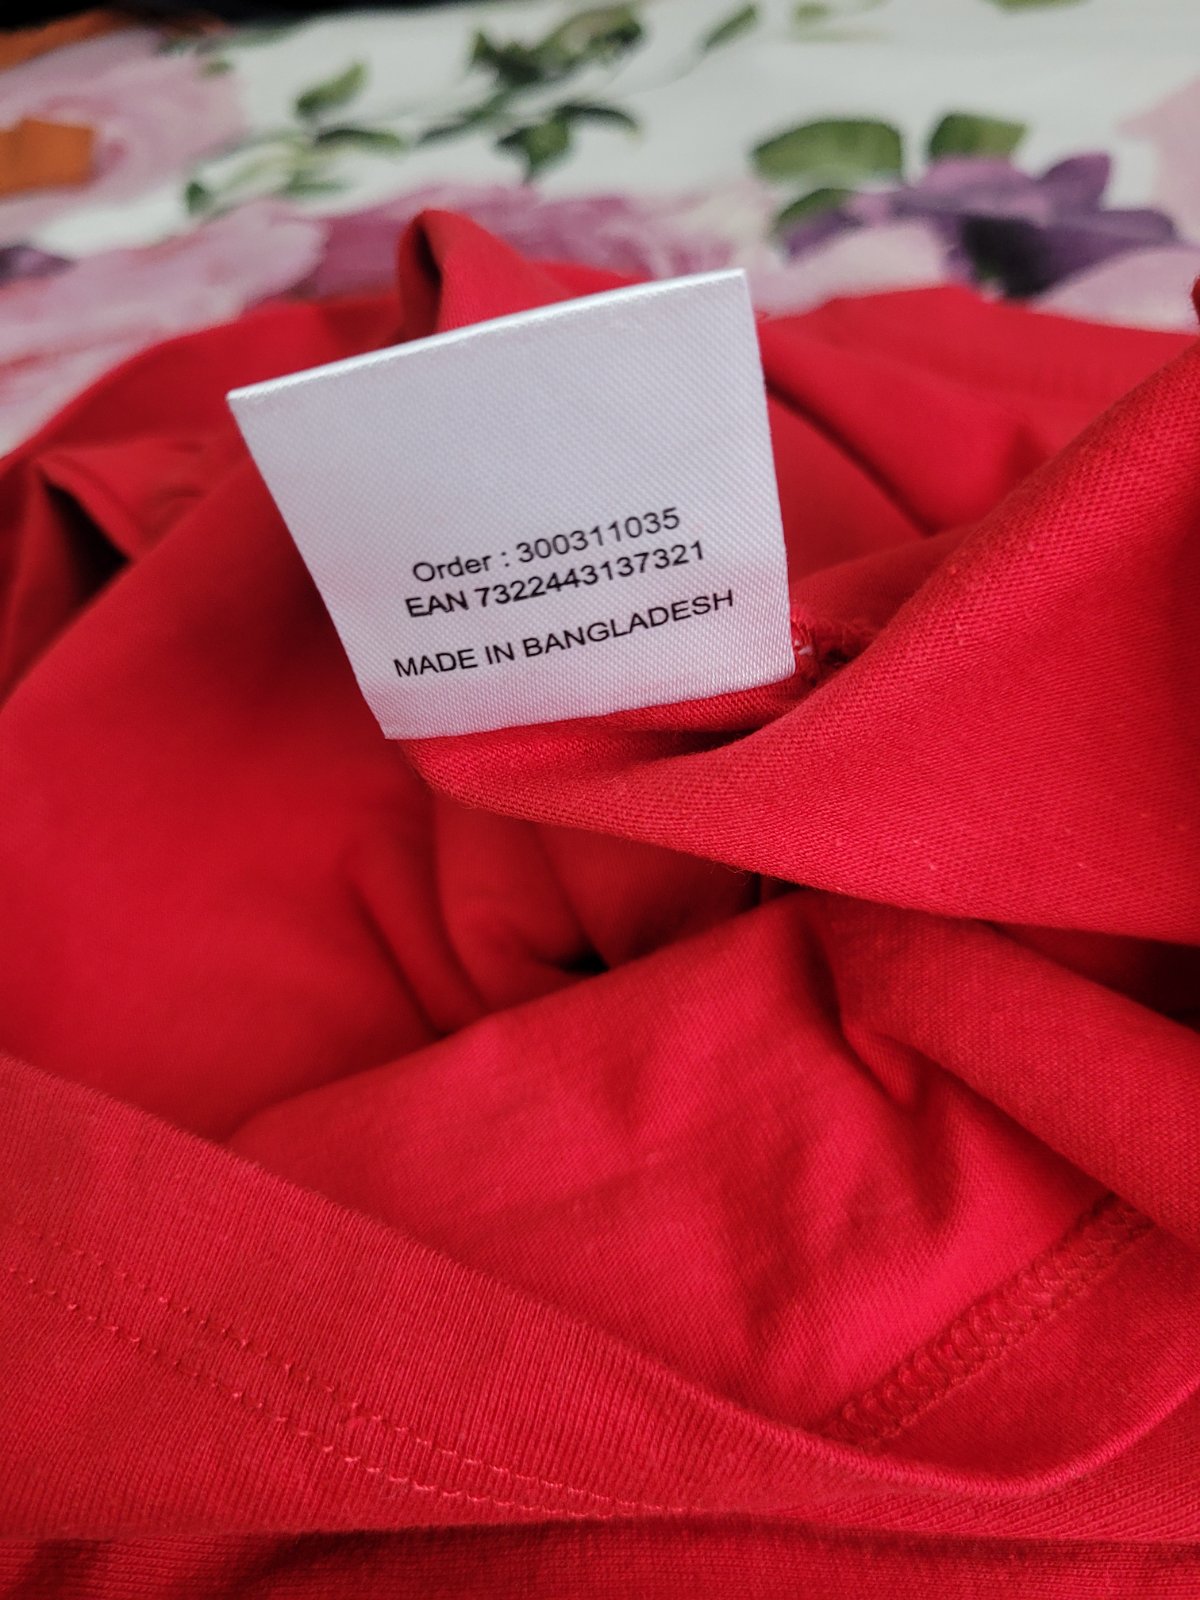 Order : 300311035
EAN 7322443137321
MADE IN BANGLADESH